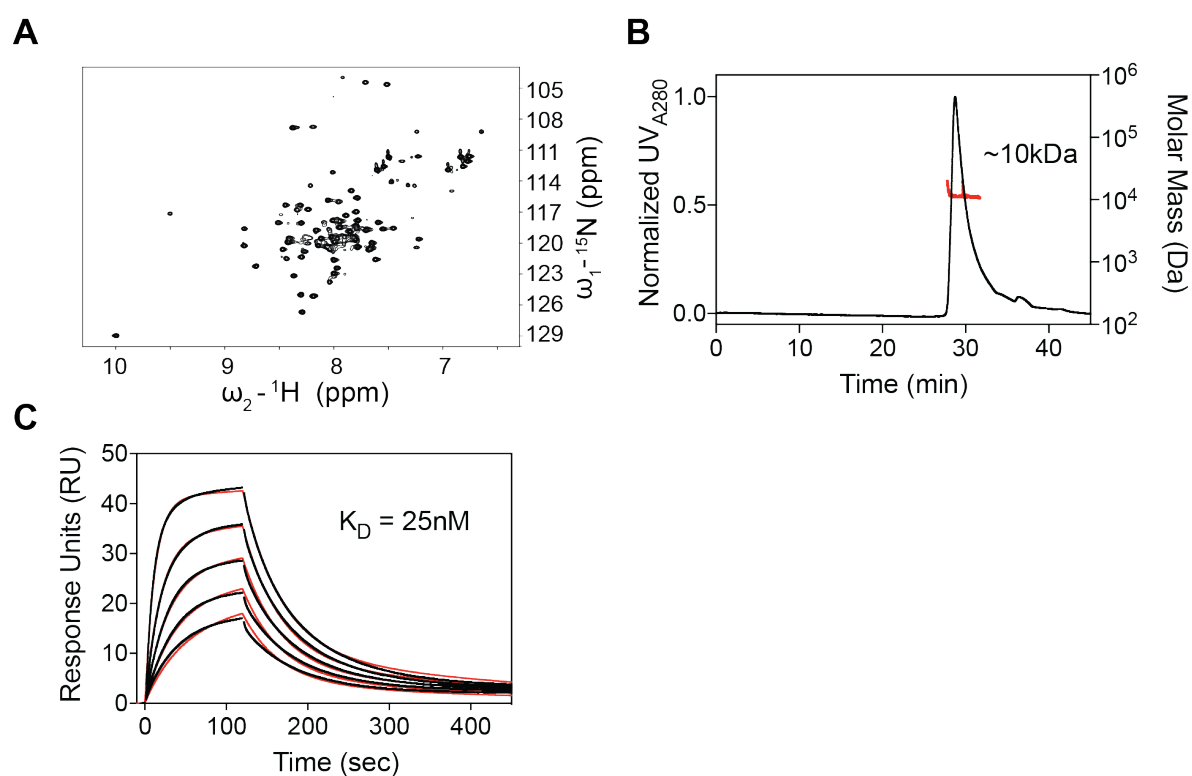 A
105
108
111
114
117
120
123
126
129
ω1 - 15N (ppm)
10 9 8 7
ω2 - 1H (ppm)
B
Normalized UVA280
1.0
0.5
0.0
~10kDa
10^6
10^5
10^4
10^3
10^2
Molar Mass (Da)
0 10 20 30 40
Time (min)
C
Response Units (RU)
50
40
30
20
10
0
KD = 25nM
0 100 200 300 400
Time (sec)